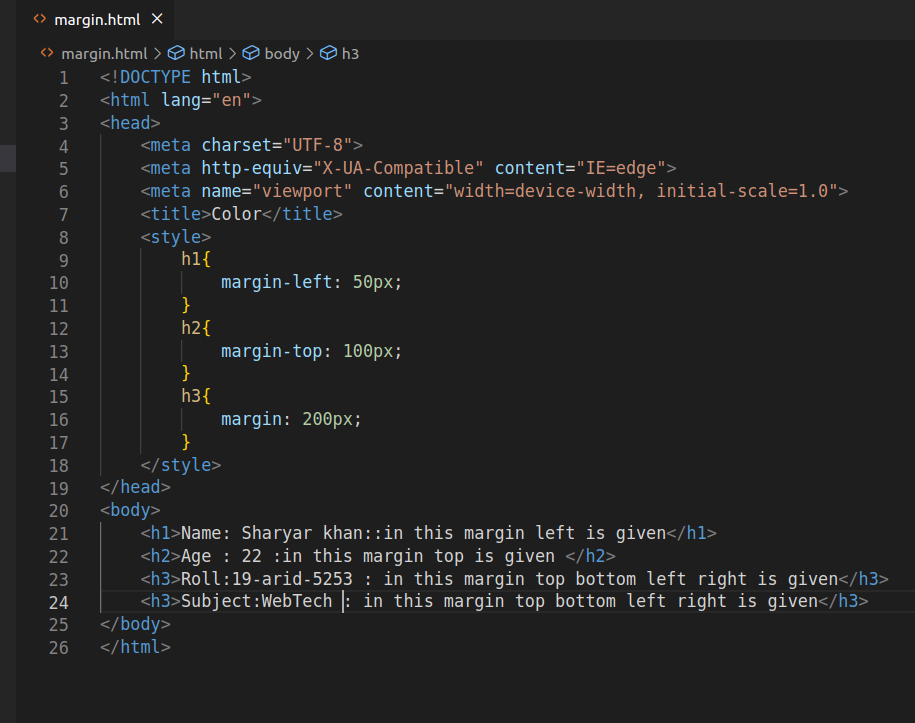 margin.html
margin.html > html > body > h3
1 <!DOCTYPE html>
2 <html lang="en">
3 <head>
4 <meta charset="UTF-8">
5 <meta http-equiv="X-UA-Compatible" content="IE=edge">
6 <meta name="viewport" content="width=device-width, initial-scale=1.0">
7 <title>Color</title>
8 <style>
9 h1{
10 margin-left: 50px;
11 }
12 h2{
13 margin-top: 100px;
14 }
15 h3{
16 margin: 200px;
17 }
18 </style>
19 </head>
20 <body>
21 <h1>Name: Sharyar khan::in this margin left is given</h1>
22 <h2>Age : 22 :in this margin top is given </h2>
23 <h3>Roll:19-arid-5253 : in this margin top bottom left right is given</h3>
24 <h3>Subject:WebTech : in this margin top bottom left right is given</h3>
25 </body>
26 </html>